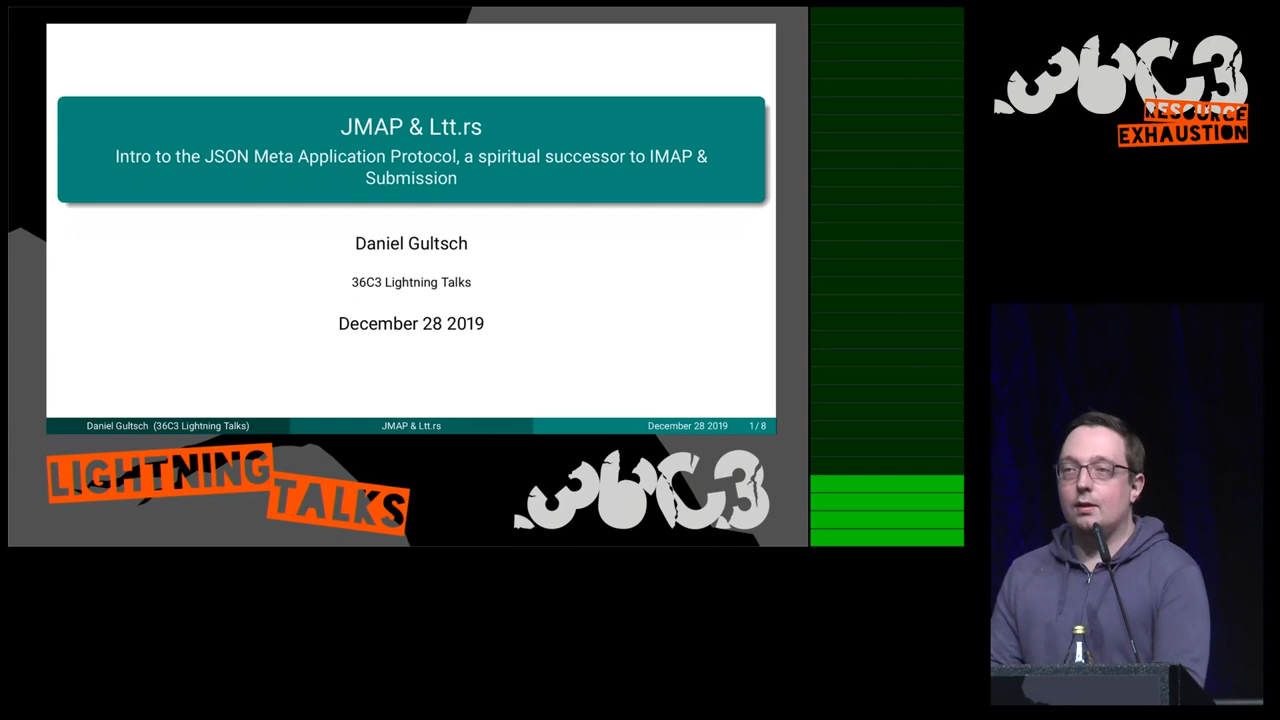 JMAP & Ltt.rs
Intro to the JSON Meta Application Protocol, a spiritual successor to IMAP &
Submission
Daniel Gultsch
36C3 Lightning Talks
December 28 2019
Daniel Gultsch (36C3 Lightning Talks)
JMAP & Ltt.rs
December 28 2019
1 / 8
LIGHTNING
TALKS
36C3
36C3
RESOURCE
EXHAUSTION